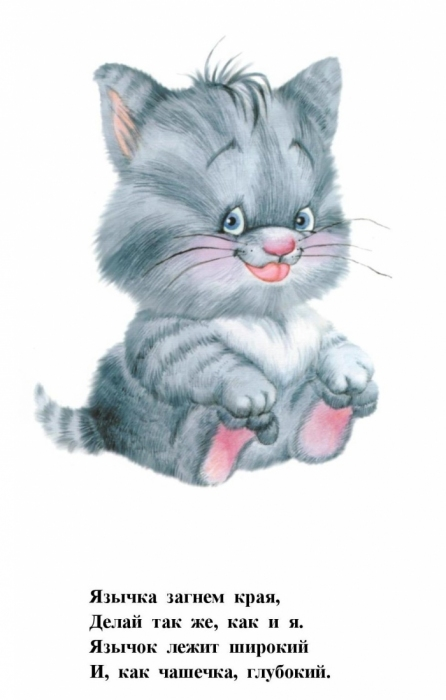 Язычка загнем края,
Делай так же, как и я.
Язычок лежит широкий
И, как чашечка, глубокий.